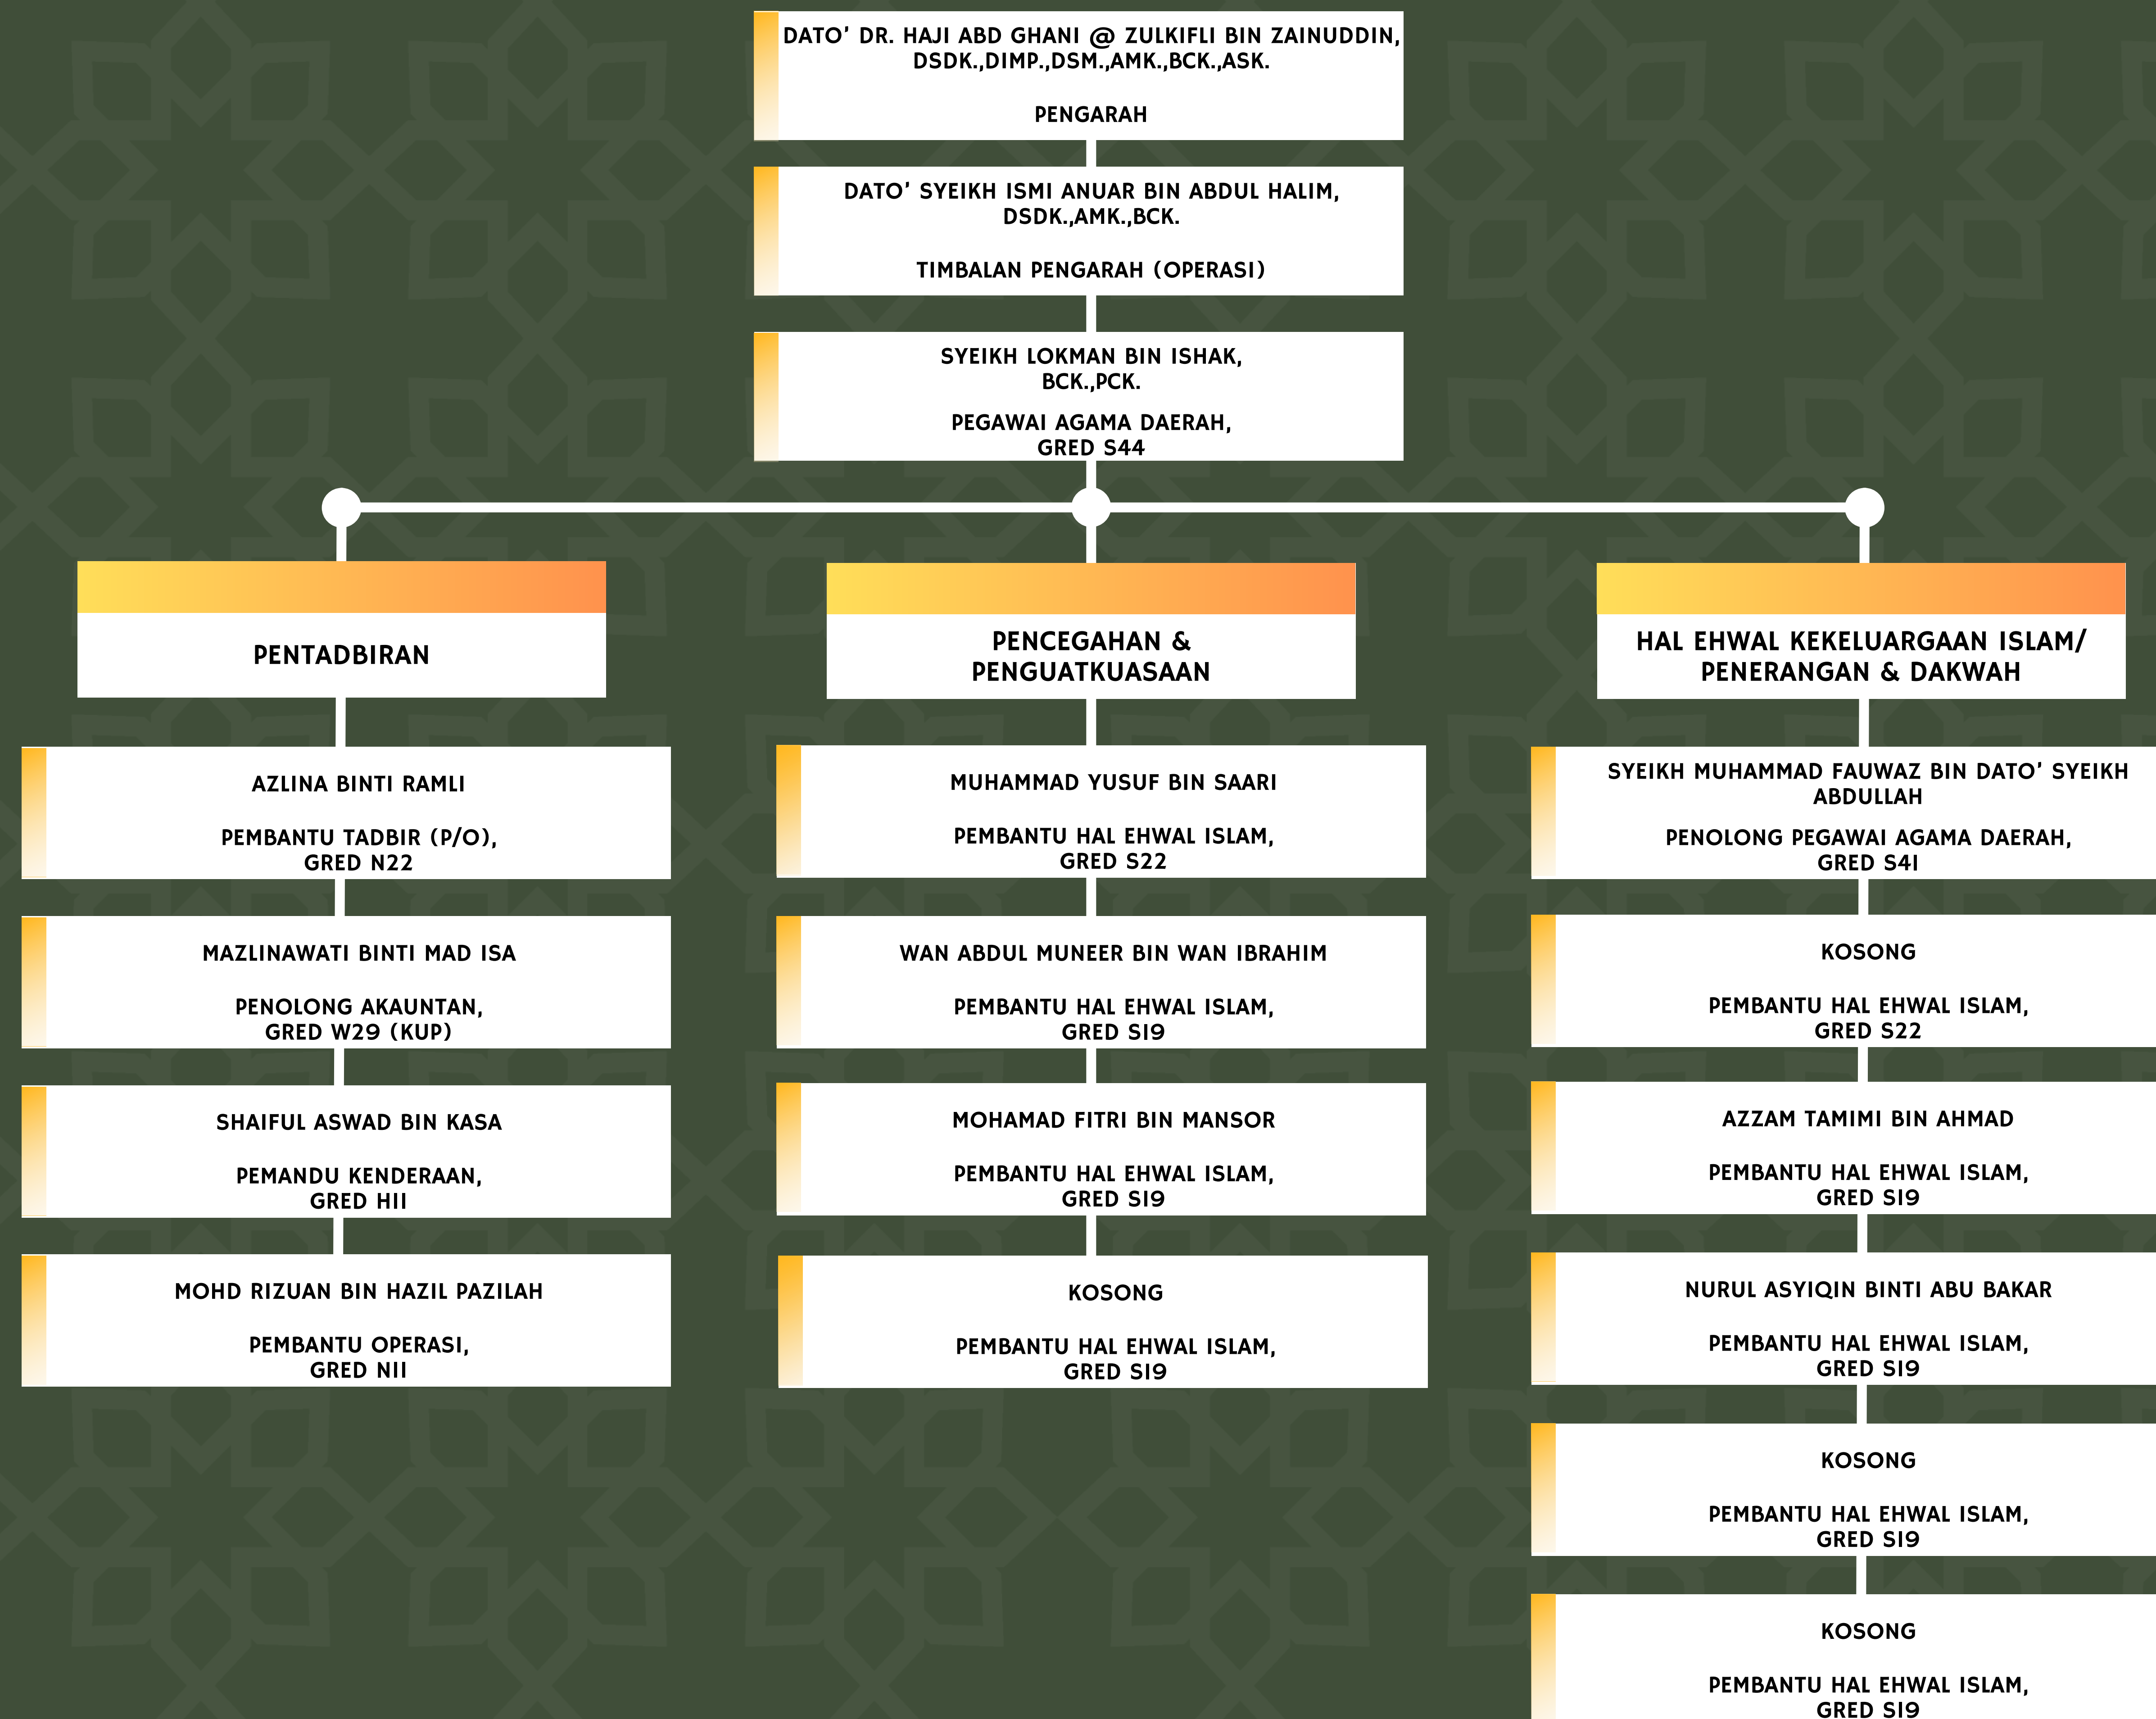 DATO' DR. HAJI ABD GHANI @ ZULKIFLI BIN ZAINUDDIN,
DSDK.,DIMP.,DSM.,AMK.,BCK.,ASK.
PENGARAH
DATO' SYEIKH ISMI ANUAR BIN ABDUL HALIM,
DSDK.,AMK.,BCK.
TIMBALAN PENGARAH (OPERASI)
SYEIKH LOKMAN BIN ISHAK,
BCK.,PCK.
PEGAWAI AGAMA DAERAH,
GRED S44
PENTADBIRAN
AZLINA BINTI RAMLI
PEMBANTU TADBIR (P/O),
GRED N22
MAZLINAWATI BINTI MAD ISA
PENOLONG AKAUNTAN,
GRED W29 (KUP)
SHAIFUL ASWAD BIN KASA
PEMANDU KENDERAAN,
GRED H11
MOHD RIZUAN BIN HAZIL PAZILAH
PEMBANTU OPERASI,
GRED N11
PENCEGAHAN &
PENGUATKUASAAN
MUHAMMAD YUSUF BIN SAARI
PEMBANTU HAL EHWAL ISLAM,
GRED S22
WAN ABDUL MUNEER BIN WAN IBRAHIM
PEMBANTU HAL EHWAL ISLAM,
GRED S19
MOHAMAD FITRI BIN MANSOR
PEMBANTU HAL EHWAL ISLAM,
GRED S19
KOSONG
PEMBANTU HAL EHWAL ISLAM,
GRED S19
HAL EHWAL KEKELUARGAAN ISLAM/
PENERANGAN & DAKWAH
SYEIKH MUHAMMAD FAUWAZ BIN DATO' SYEIKH
ABDULLAH
PENOLONG PEGAWAI AGAMA DAERAH,
GRED S41
KOSONG
PEMBANTU HAL EHWAL ISLAM,
GRED S22
AZZAM TAMIMI BIN AHMAD
PEMBANTU HAL EHWAL ISLAM,
GRED S19
NURUL ASYIQIN BINTI ABU BAKAR
PEMBANTU HAL EHWAL ISLAM,
GRED S19
KOSONG
PEMBANTU HAL EHWAL ISLAM,
GRED S19
KOSONG
PEMBANTU HAL EHWAL ISLAM,
GRED S19